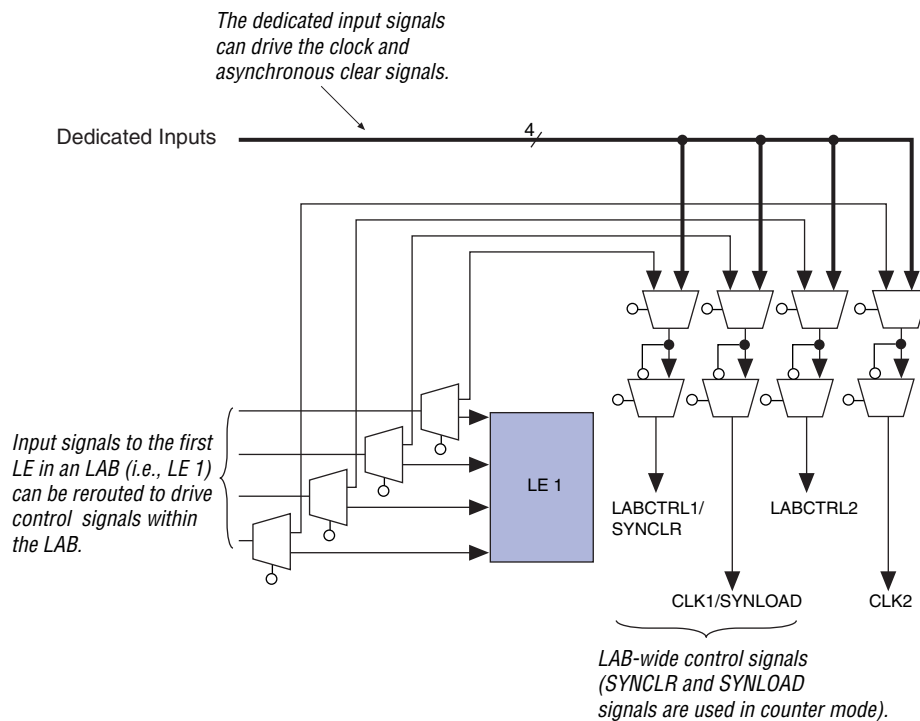 The dedicated input signals
can drive the clock and
asynchronous clear signals.
Dedicated Inputs
4
Input signals to the first
LE in an LAB (i.e., LE 1)
can be rerouted to drive
control signals within
the LAB.
LE 1
LABCTRL1/
SYNCLR
LABCTRL2
CLK1/SYNLOAD
CLK2
LAB-wide control signals
(SYNCLR and SYNLOAD
signals are used in counter mode).